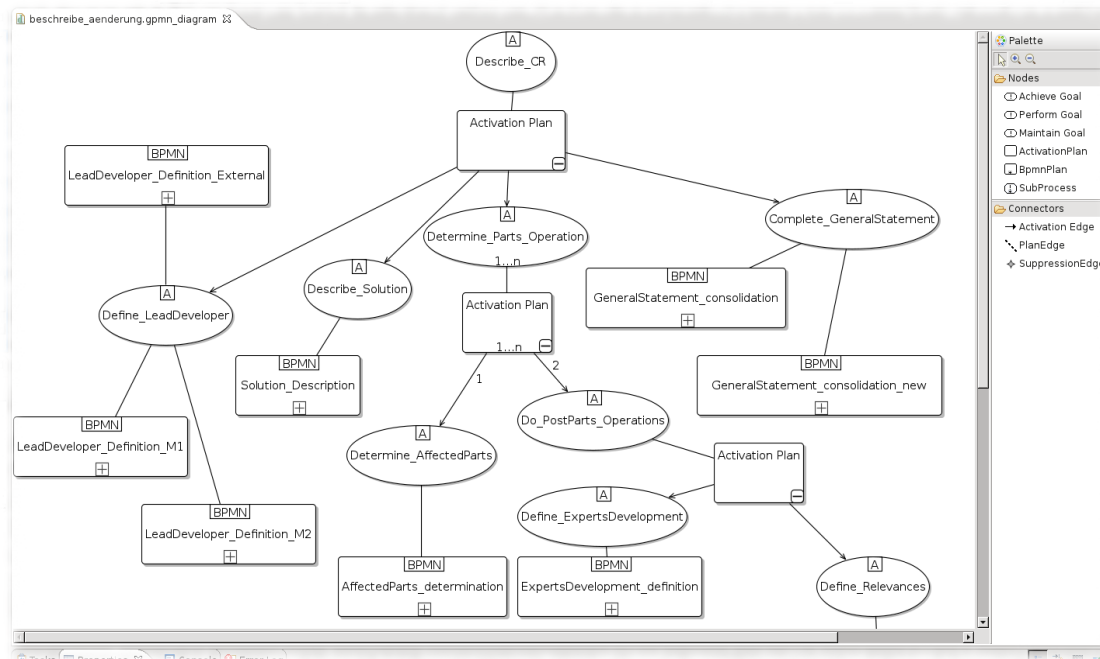 beschreibe_aenderung.gpmn_diagram
A
Describe_CR
Activation Plan
BPMN
LeadDeveloper_Definition_External
A
Complete_GeneralStatement
A
Determine_Parts_Operation
1...n
A
Describe_Solution
BPMN
GeneralStatement_consolidation
A
Define_LeadDeveloper
Activation Plan
1...n
BPMN
Solution_Description
BPMN
GeneralStatement_consolidation_new
1
2
A
Do_PostParts_Operations
BPMN
LeadDeveloper_Definition_M1
A
Determine_AffectedParts
Activation Plan
A
Define_ExpertsDevelopment
BPMN
LeadDeveloper_Definition_M2
BPMN
AffectedParts_determination
BPMN
ExpertsDevelopment_definition
A
Define_Relevances
Palette
Nodes
Achieve Goal
Perform Goal
Maintain Goal
ActivationPlan
BpmnPlan
SubProcess
Connectors
Activation Edge
PlanEdge
SuppressionEdge